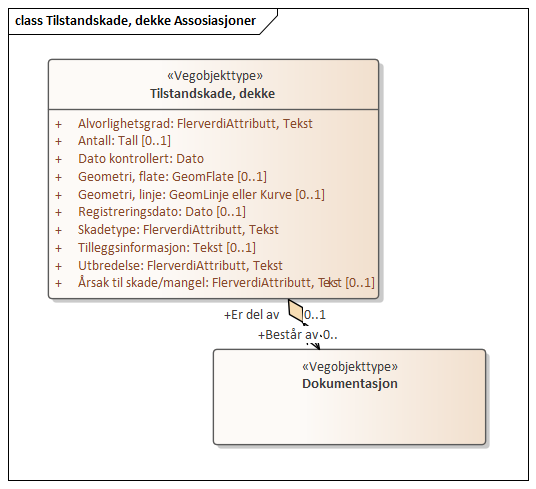 class Tilstandskade, dekke Assosiasjoner
«Vegobjekttype»
Tilstandskade, dekke
+ Alvorlighetsgrad: FlerverdiAttributt, Tekst
+ Antall: Tall [0..1]
+ Dato kontrollert: Dato
+ Geometri, flate: GeomFlate [0..1]
+ Geometri, linje: GeomLinje eller Kurve [0..1]
+ Registreringsdato: Dato [0..1]
+ Skadetype: FlerverdiAttributt, Tekst
+ Tilleggsinformasjon: Tekst [0..1]
+ Utbredelse: FlerverdiAttributt, Tekst
+ Årsak til skade/mangel: FlerverdiAttributt, Tekst [0..1]
+Er del av 0..1
+Består av 0..
«Vegobjekttype»
Dokumentasjon